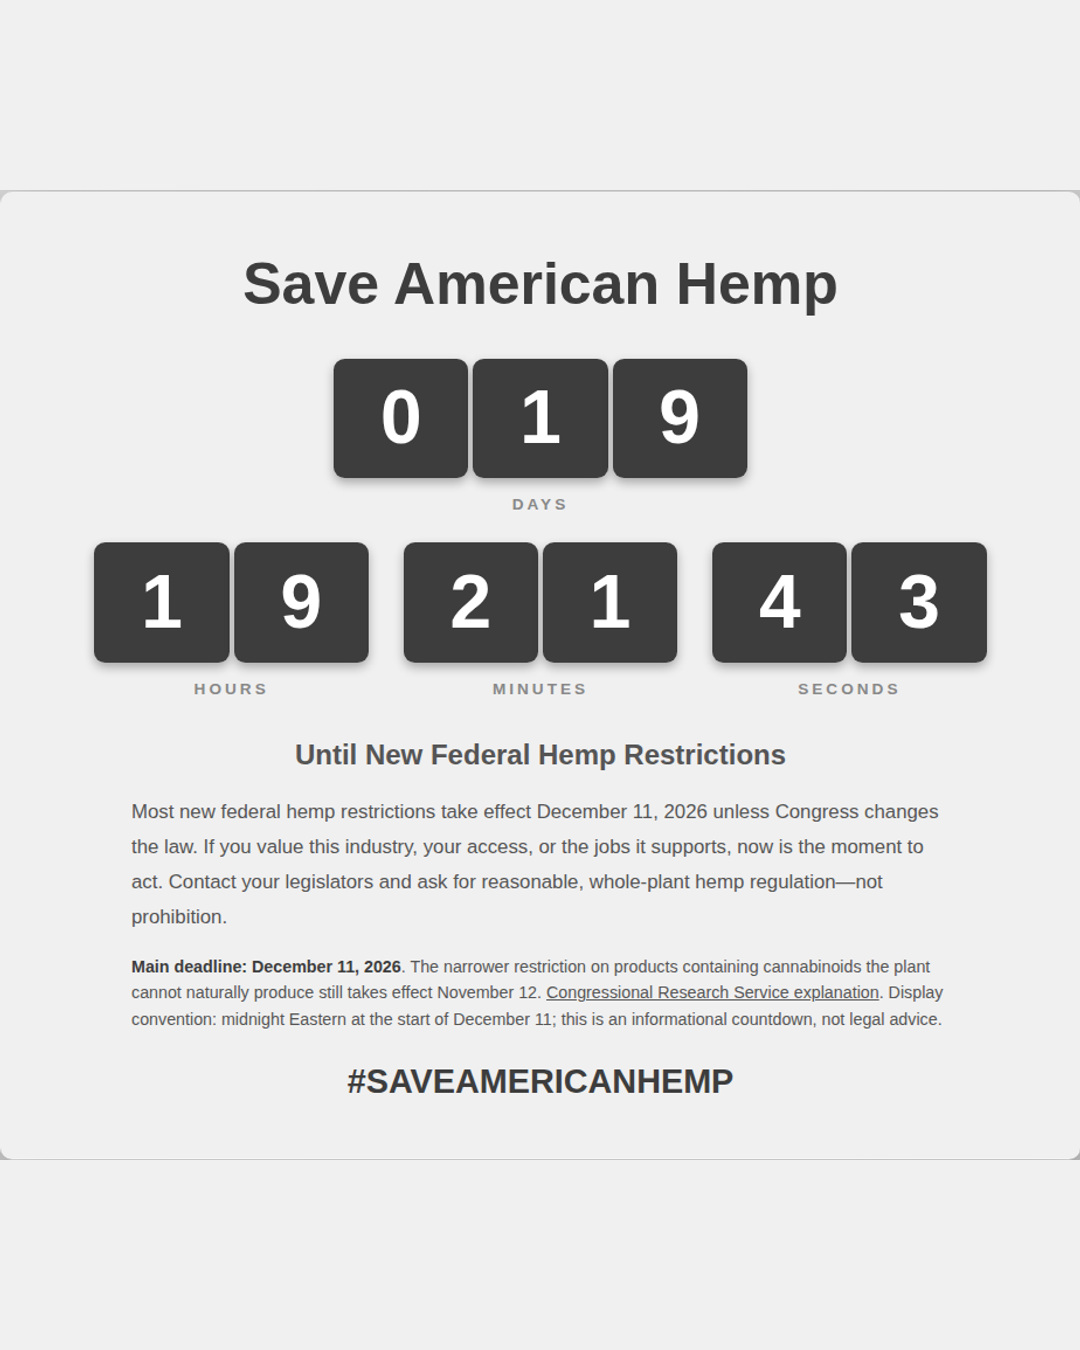 Save American Hemp
0 1 9
DAYS
1 9 2 1 4 3
HOURS MINUTES SECONDS
Until New Federal Hemp Restrictions
Most new federal hemp restrictions take effect December 11, 2026 unless Congress changes
the law. If you value this industry, your access, or the jobs it supports, now is the moment to
act. Contact your legislators and ask for reasonable, whole-plant hemp regulation—not
prohibition.
Main deadline: December 11, 2026. The narrower restriction on products containing cannabinoids the plant
cannot naturally produce still takes effect November 12. Congressional Research Service explanation. Display
convention: midnight Eastern at the start of December 11; this is an informational countdown, not legal advice.
#SAVEAMERICANHEMP